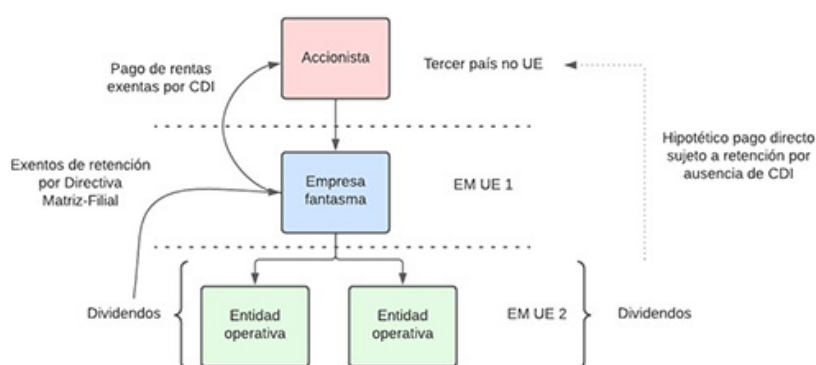 Accionista
Tercer país no UE
Pago de rentas
exentas por CDI
Hipotético pago directo
sujeto a retención por
ausencia de CDI
Exentos de retención
por Directiva
Matriz-Filial
Empresa
fantasma
EM UE 1
Dividendos
Entidad
operativa
Entidad
operativa
EM UE 2
Dividendos